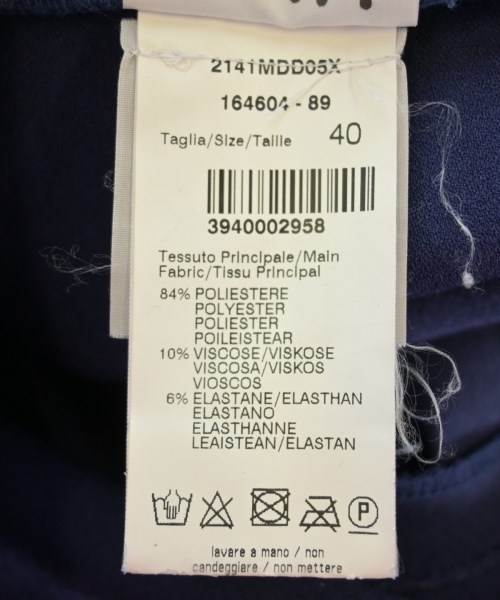 2141MDD05X
164604 - 89
Taglia/Size/Taille 40
3940002958
Tessuto Principale/Main
Fabric/Tissu Principal
84% POLIESTERE
POLYESTER
POLIESTER
POILEISTEAR
10% VISCOSE/VISKOSE
VISCOSA/VISKOS
VIOSCOS
6% ELASTANE/ELASTHAN
ELASTANO
ELASTHANNE
LEAISTEAN/ELASTAN
P
lavare a mano / non
candeggiare / non mettere